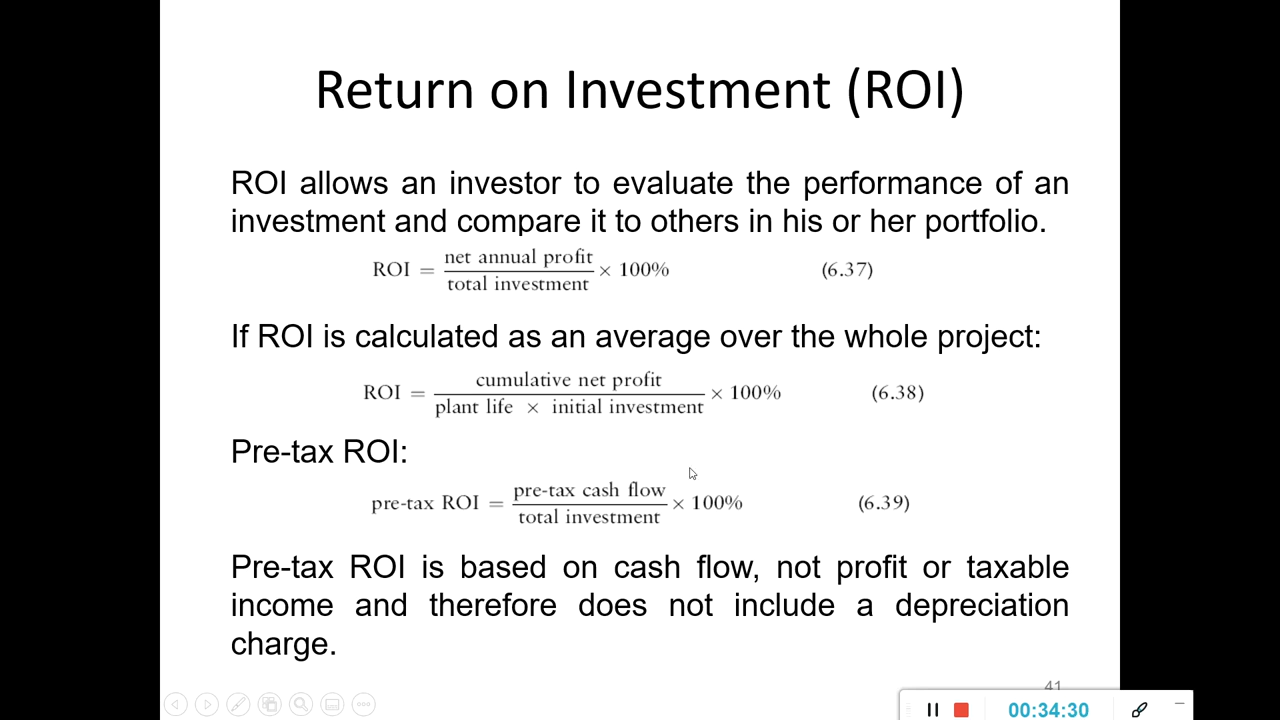 Return on Investment (ROI)
ROI allows an investor to evaluate the performance of an
investment and compare it to others in his or her portfolio.
ROI = net annual profit / total investment × 100% (6.37)
If ROI is calculated as an average over the whole project:
ROI = cumulative net profit / plant life × initial investment × 100% (6.38)
Pre-tax ROI:
pre-tax ROI = pre-tax cash flow / total investment × 100% (6.39)
Pre-tax ROI is based on cash flow, not profit or taxable
income and therefore does not include a depreciation
charge.
41
00:34:30